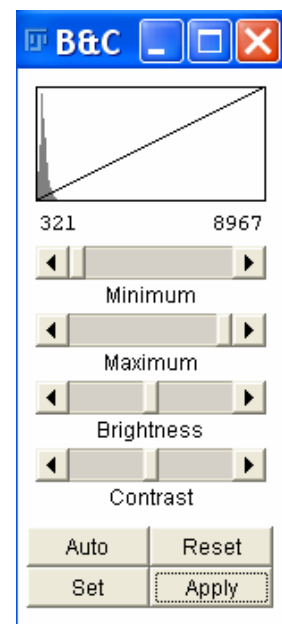 B&C
321 8967
Minimum
Maximum
Brightness
Contrast
Auto Reset
Set Apply